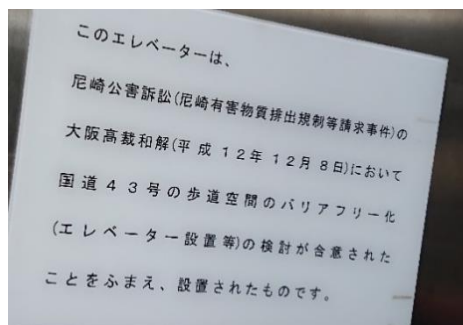 このエレベーターは、
尼崎公害訴訟(尼崎有害物質排出規制等請求事件)の
大阪高裁和解(平成12年12月8日)において
国道43号の歩道空間のバリアフリー化
(エレベーター設置等)の検討が合意された
ことをふまえ、設置されたものです。